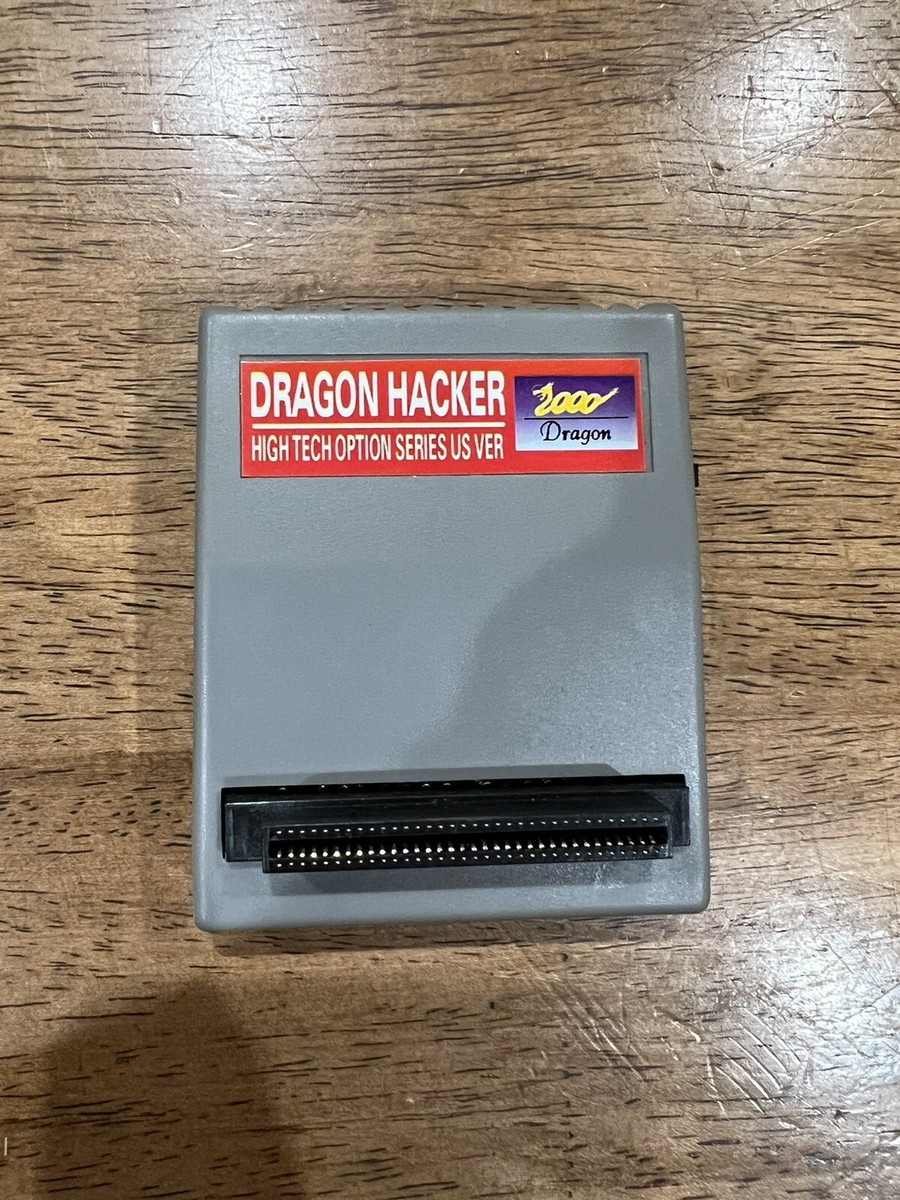 DRAGON HACKER
HIGH TECH OPTION SERIES US VER
2000
Dragon